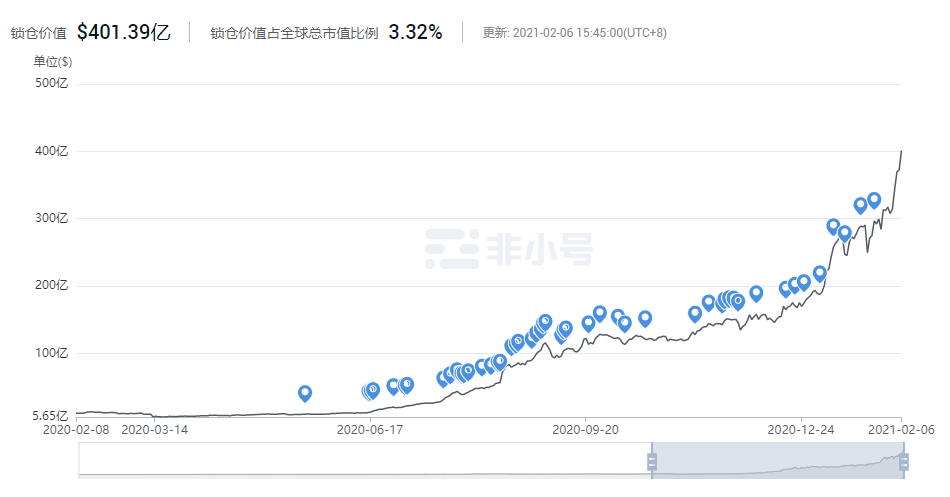 锁仓价值 $401.39亿 锁仓价值占全球总市值比例 3.32% 更新: 2021-02-06 15:45:00(UTC+8)
单位($)
500亿
400亿
300亿
非小号
200亿
100亿
5.65亿
2020-02-08 2020-03-14 2020-06-17 2020-09-20 2020-12-24 2021-02-06